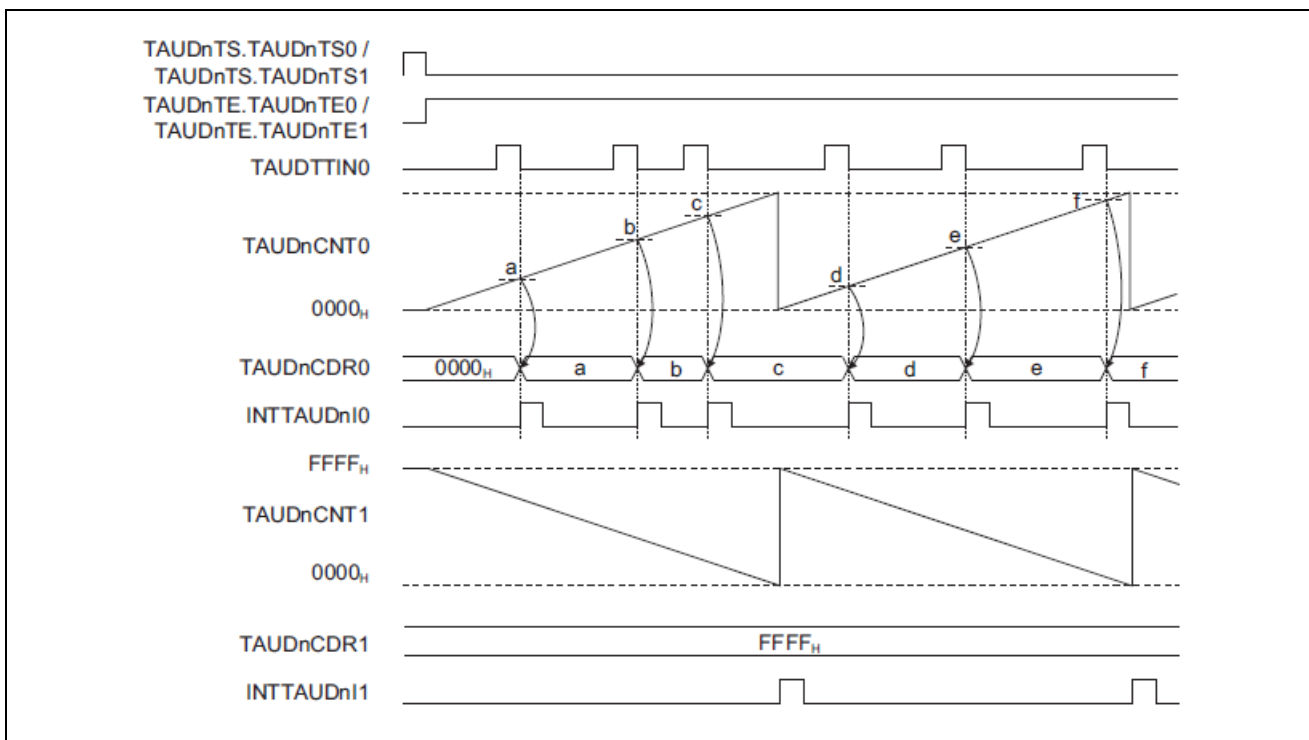 TAUDnTS.TAUDnTS0 /
TAUDnTS.TAUDnTS1
TAUDnTE.TAUDnTE0 /
TAUDnTE.TAUDnTE1
TAUDTTIN0
TAUDnCNT0
a
b
c
d
e
f
0000H
TAUDnCDR0
0000H
a
b
c
d
e
f
INTTAUDnI0
FFFFH
TAUDnCNT1
0000H
TAUDnCDR1
FFFFH
INTTAUDnI1